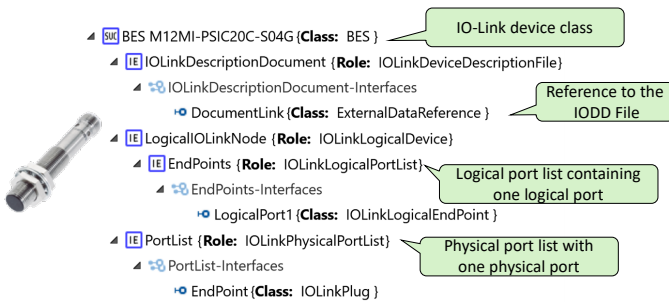 SUC BES M12MI-PSIC20C-S04G {Class: BES }
IO-Link device class
IE IOLinkDescriptionDocument {Role: IOLinkDeviceDescriptionFile}
IOLinkDescriptionDocument-Interfaces
DocumentLink {Class: ExternalDataReference }
Reference to the
IODD File
IE LogicalIOLinkNode {Role: IOLinkLogicalDevice}
IE EndPoints {Role: IOLinkLogicalPortList}
Logical port list containing
one logical port
EndPoints-Interfaces
LogicalPort1 {Class: IOLinkLogicalEndPoint }
IE PortList {Role: IOLinkPhysicalPortList}
Physical port list with
one physical port
PortList-Interfaces
EndPoint {Class: IOLinkPlug }